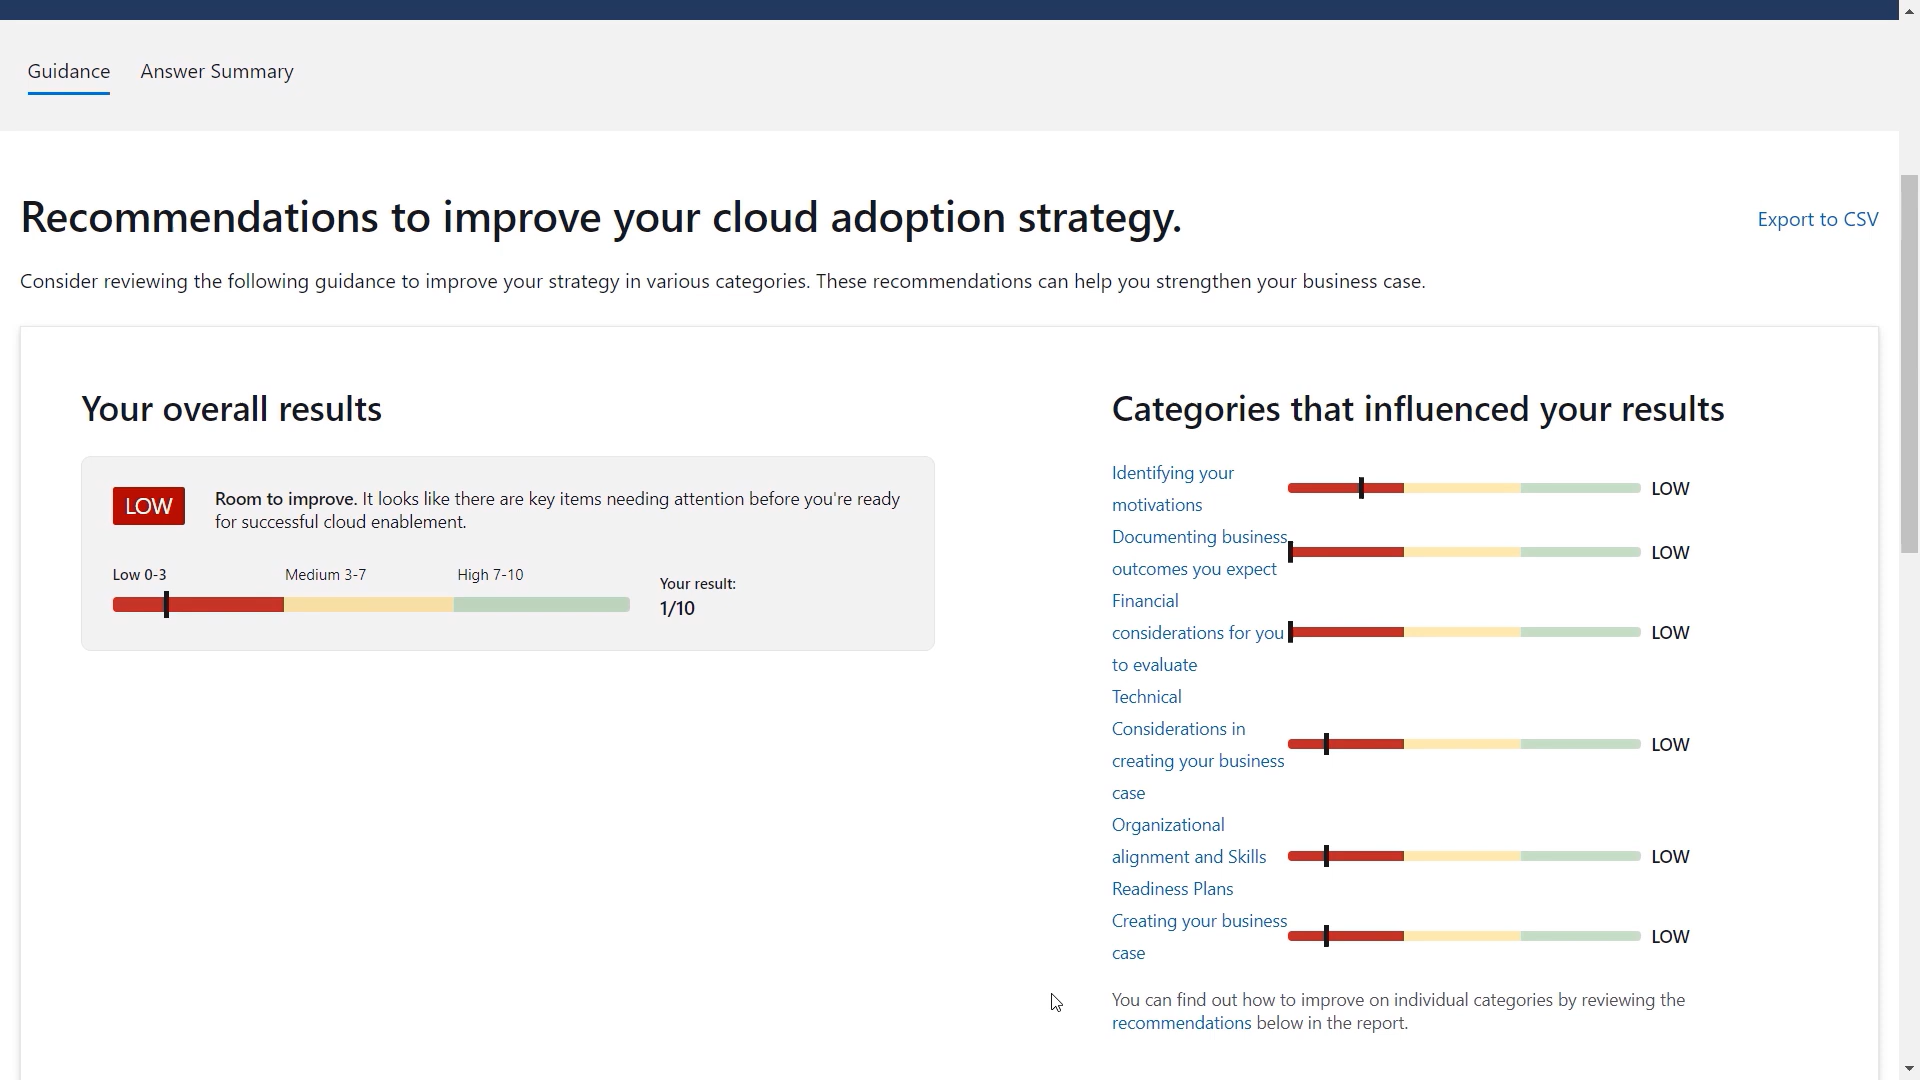 Guidance
Answer Summary
Recommendations to improve your cloud adoption strategy.
Export to CSV
Consider reviewing the following guidance to improve your strategy in various categories. These recommendations can help you strengthen your business case.
Your overall results
LOW
Room to improve. It looks like there are key items needing attention before you're ready
for successful cloud enablement.
Low 0-3
Medium 3-7
High 7-10
Your result:
1/10
Categories that influenced your results
Identifying your
motivations
LOW
Documenting business
outcomes you expect
LOW
Financial
considerations for you
to evaluate
LOW
Technical
Considerations in
creating your business
case
LOW
Organizational
alignment and Skills
Readiness Plans
LOW
Creating your business
case
LOW
You can find out how to improve on individual categories by reviewing the
recommendations below in the report.